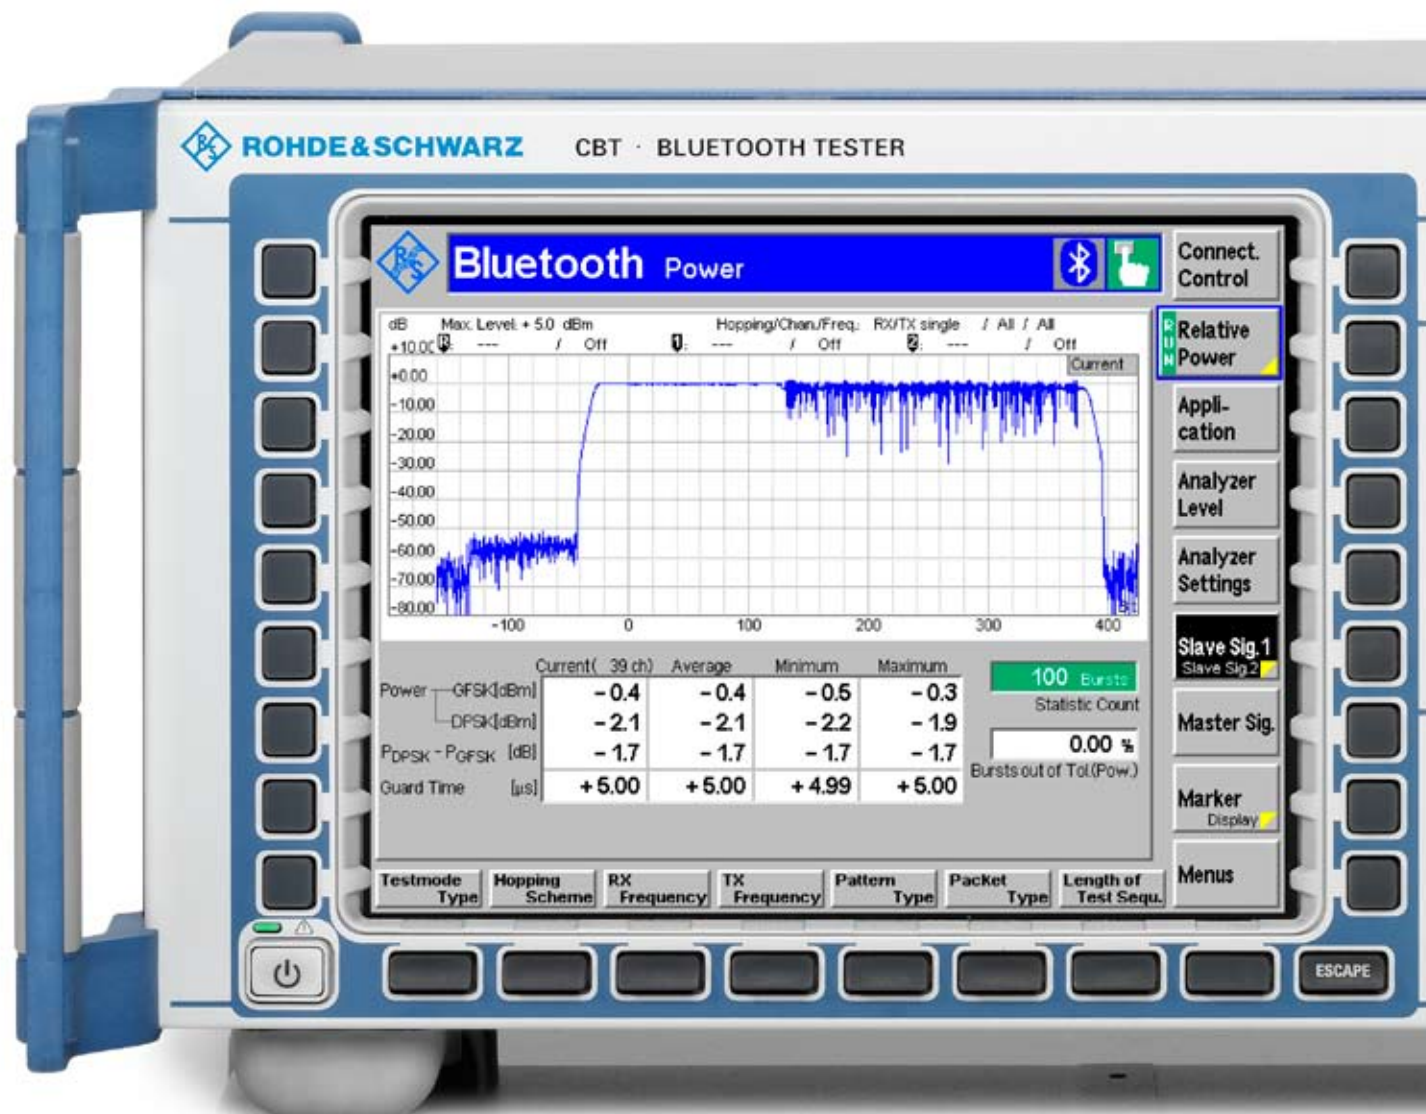 ROHDE&SCHWARZ CBT · BLUETOOTH TESTER
Bluetooth Power
Connect. Control
dB Max. Level: + 5.0 dBm Hopping/Chan./Freq.: RX/TX single / All / All
R: --- / Off 1: --- / Off 2: --- / Off
Current
+10.00
+0.00
-10.00
-20.00
-30.00
-40.00
-50.00
-60.00
-70.00
-80.00
Bit
-100 0 100 200 300 400
RUN
Relative Power
Appli-
cation
Analyzer Level
Analyzer Settings
Slave Sig.1
Slave Sig.2
Master Sig.
Marker
Display
Menus
Current( 39 ch) Average Minimum Maximum
Power GFSK[dBm] -0.4 -0.4 -0.5 -0.3
DPSK[dBm] -2.1 -2.1 -2.2 -1.9
PDPSK - PGFSK [dB] -1.7 -1.7 -1.7 -1.7
Guard Time [µs] +5.00 +5.00 +4.99 +5.00
100 Bursts
Statistic Count
0.00 %
Bursts out of Tol.(Pow.)
Testmode Type
Hopping Scheme
RX Frequency
TX Frequency
Pattern Type
Packet Type
Length of Test Sequ.
ESCAPE